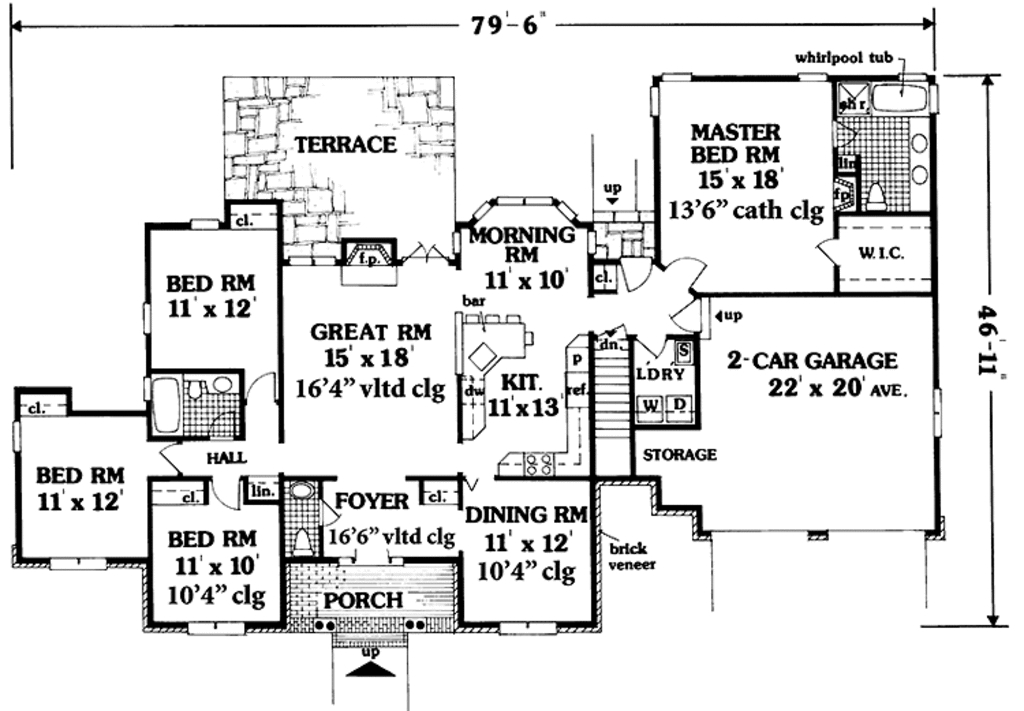 79'-6"
whirlpool tub
shr.
TERRACE
MASTER
BED RM
15' x 18'
13'6" cath clg
lin
f.p.
up
cl.
MORNING
RM
11' x 10'
W.I.C.
f.p.
cl.
BED RM
11' x 12'
bar
up
46'-11"
GREAT RM
15' x 18'
16'4" vltd clg
dn.
p
S
2-CAR GARAGE
22' x 20' AVE.
LDRY
KIT.
11'x13'
dw
ref.
W
D
cl.
HALL
STORAGE
BED RM
11' x 12'
cl.
lin.
FOYER
cl.
16'6" vltd clg
DINING RM
11' x 12'
10'4" clg
BED RM
11' x 10'
10'4" clg
brick
veneer
PORCH
up